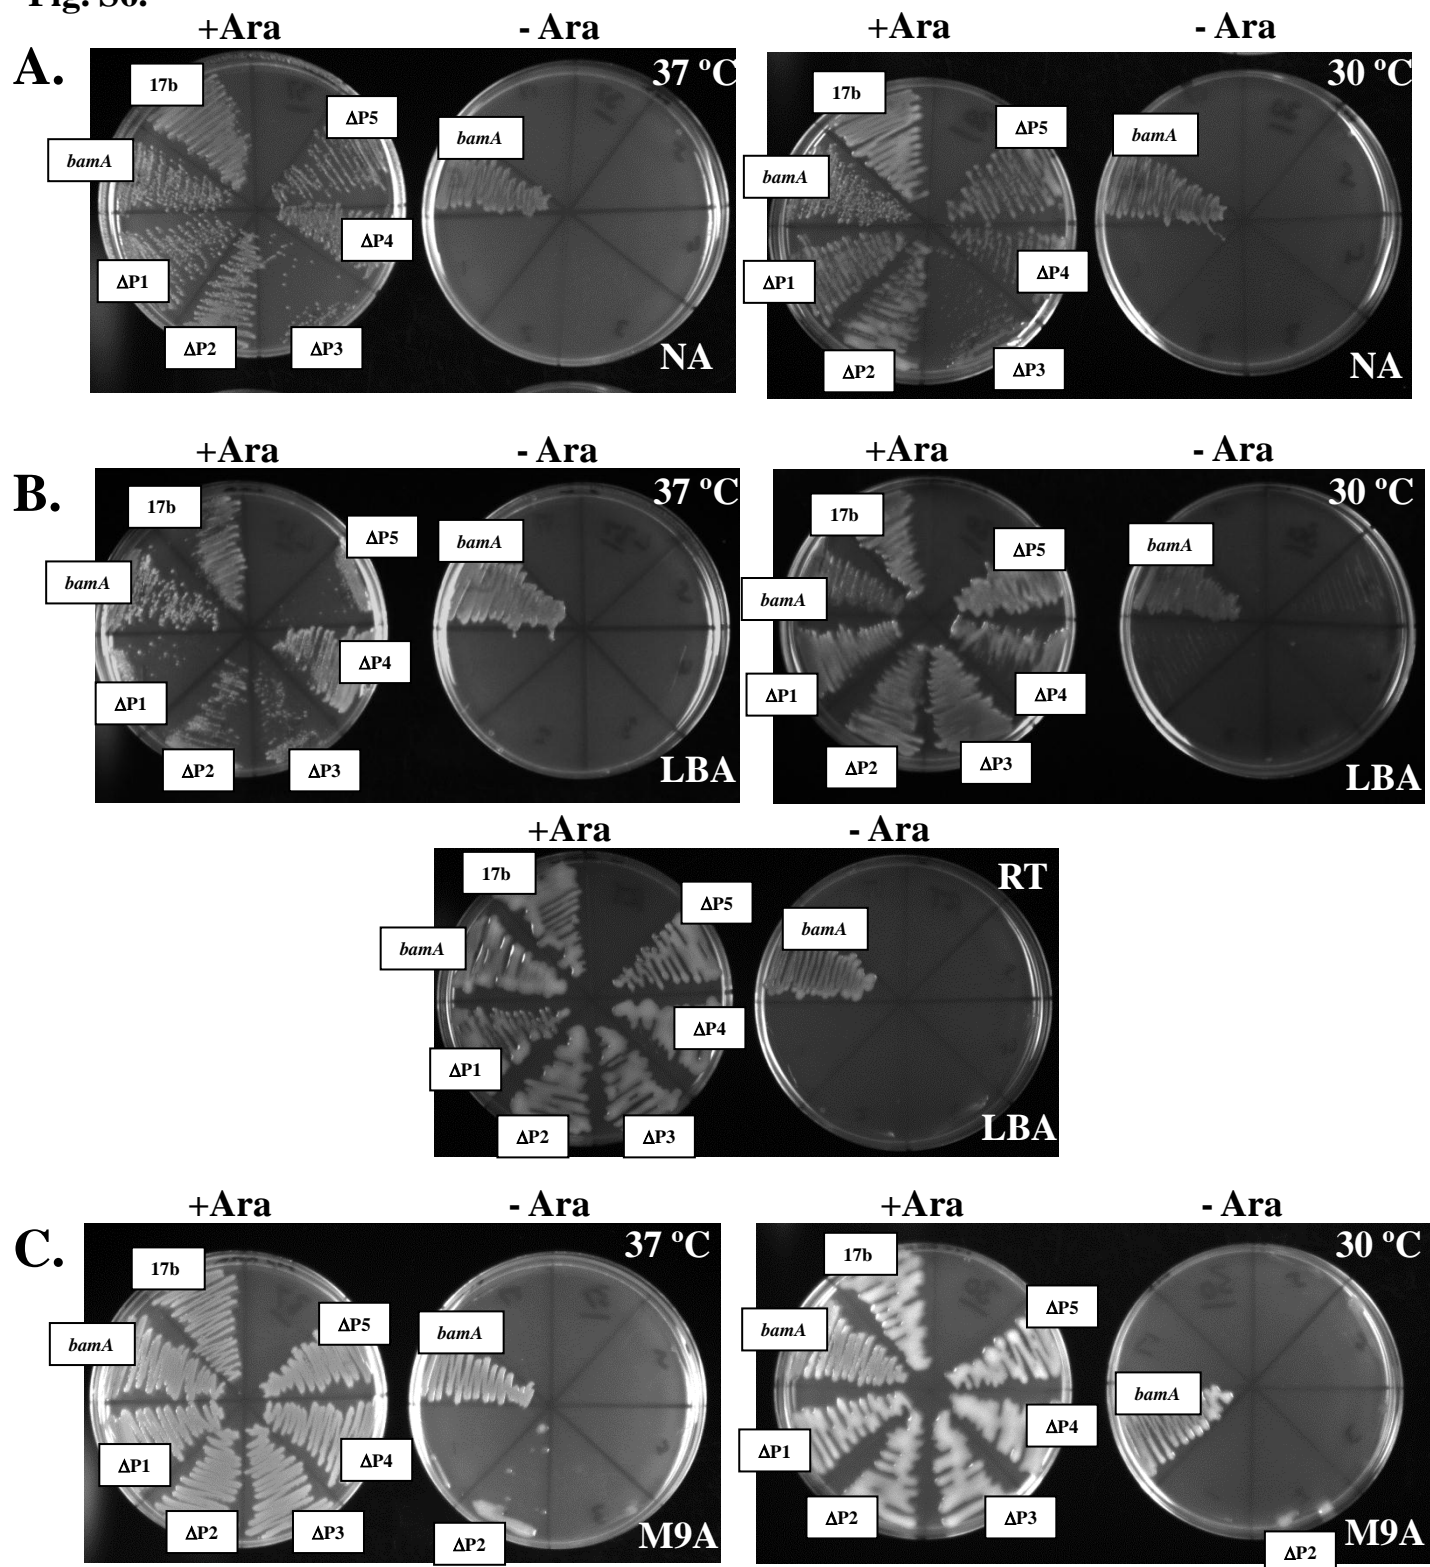 Fig. S6.
+Ara - Ara +Ara - Ara
A.
37 ºC 30 ºC
17b ΔP5 bamA 17b ΔP5 bamA
bamA bamA
ΔP4 ΔP4
ΔP1 ΔP1
ΔP2 ΔP3 NA ΔP2 ΔP3 NA
+Ara - Ara +Ara - Ara
B.
37 ºC 30 ºC
17b ΔP5 bamA 17b ΔP5 bamA
bamA bamA
ΔP4 ΔP4
ΔP1 ΔP1
ΔP2 ΔP3 LBA ΔP2 ΔP3 LBA
+Ara - Ara
RT
17b ΔP5 bamA
bamA
ΔP4
ΔP1
ΔP2 ΔP3 LBA
+Ara - Ara +Ara - Ara
C.
37 ºC 30 ºC
17b ΔP5 bamA 17b ΔP5
bamA bamA bamA
ΔP4 ΔP4
ΔP1 ΔP1
ΔP2 ΔP3 ΔP2 M9A ΔP2 ΔP3 ΔP2 M9A